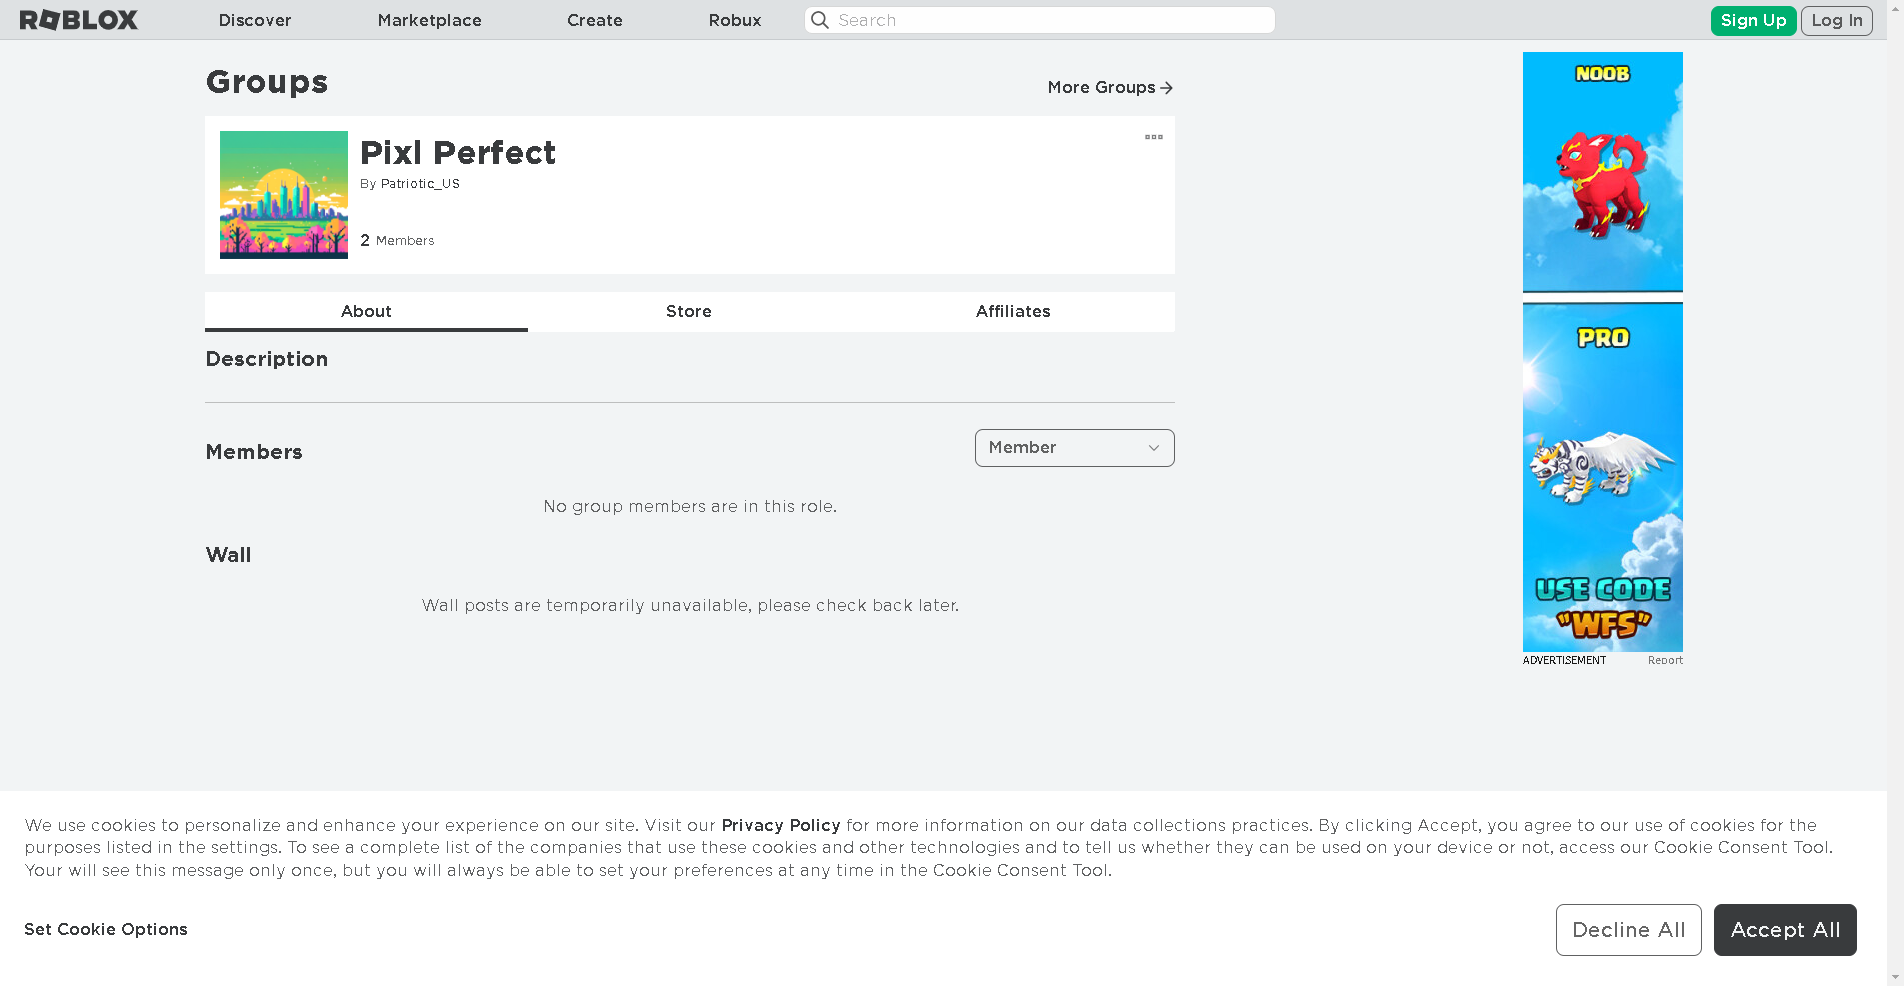 ROBLOX
Discover
Marketplace
Create
Robux
Search
Sign Up
Log In
Groups
More Groups
Pixl Perfect
By Patriotic_US
2 Members
About
Store
Affiliates
Description
Members
Member
No group members are in this role.
Wall
Wall posts are temporarily unavailable, please check back later.
NOOB
PRO
USE CODE
"WFS"
ADVERTISEMENT
Report
We use cookies to personalize and enhance your experience on our site. Visit our Privacy Policy for more information on our data collections practices. By clicking Accept, you agree to our use of cookies for the
purposes listed in the settings. To see a complete list of the companies that use these cookies and other technologies and to tell us whether they can be used on your device or not, access our Cookie Consent Tool.
Your will see this message only once, but you will always be able to set your preferences at any time in the Cookie Consent Tool.
Set Cookie Options
Decline All
Accept All